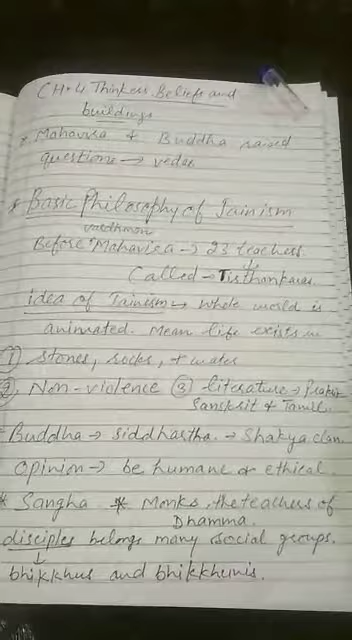 CH.4 Thinkers Beliefs and
buildings
* Mahavira & Buddha raised
questions → vedas
* Basic Philosophy of Jainism
vardhman
Before Mahavira → 23 teachers
Called → Tirthankaras
idea of Jainism → Whole world is
animated. Mean life exists in
① Stones, rocks, & water
② Non-violence ③ literature → Prakrit
Sanskrit & Tamil.
Buddha → Siddhartha → Shakya clan
Opinion → be humane or ethical.
* Sangha * Monks, the teachers of
Dhamma.
disciples belongs many social groups.
↓
bhikkhus and bhikkhunis.